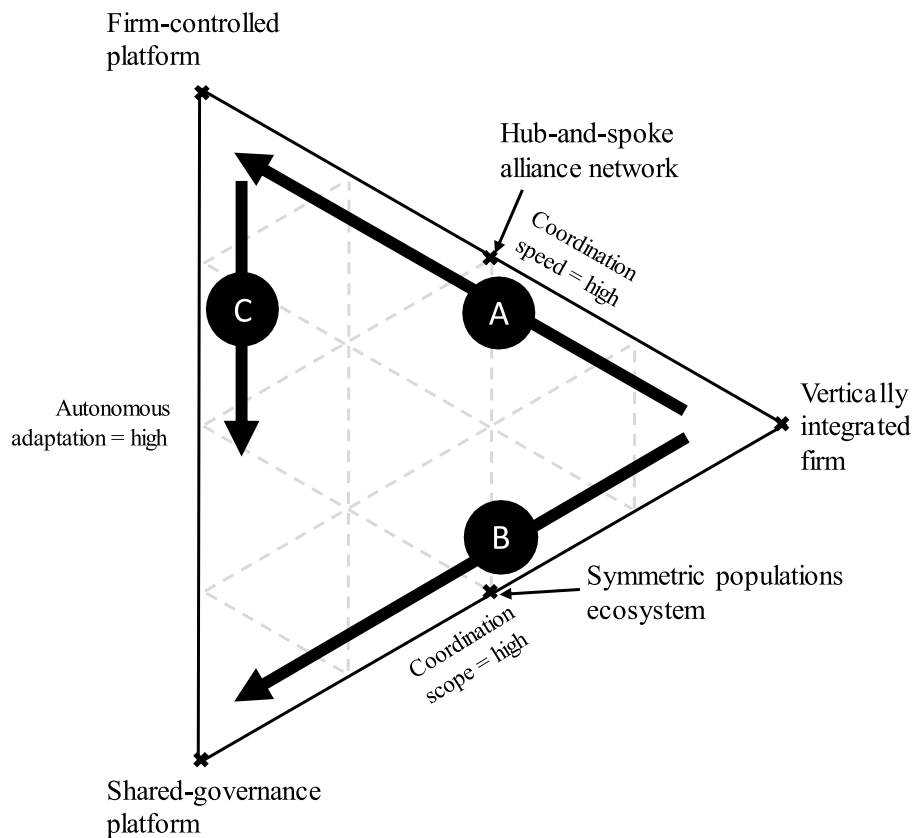 Firm-controlled
platform
Hub-and-spoke
alliance network
Coordination
speed = high
C
A
Autonomous
adaptation = high
Vertically
integrated
firm
B
Symmetric populations
ecosystem
Coordination
scope = high
Shared-governance
platform